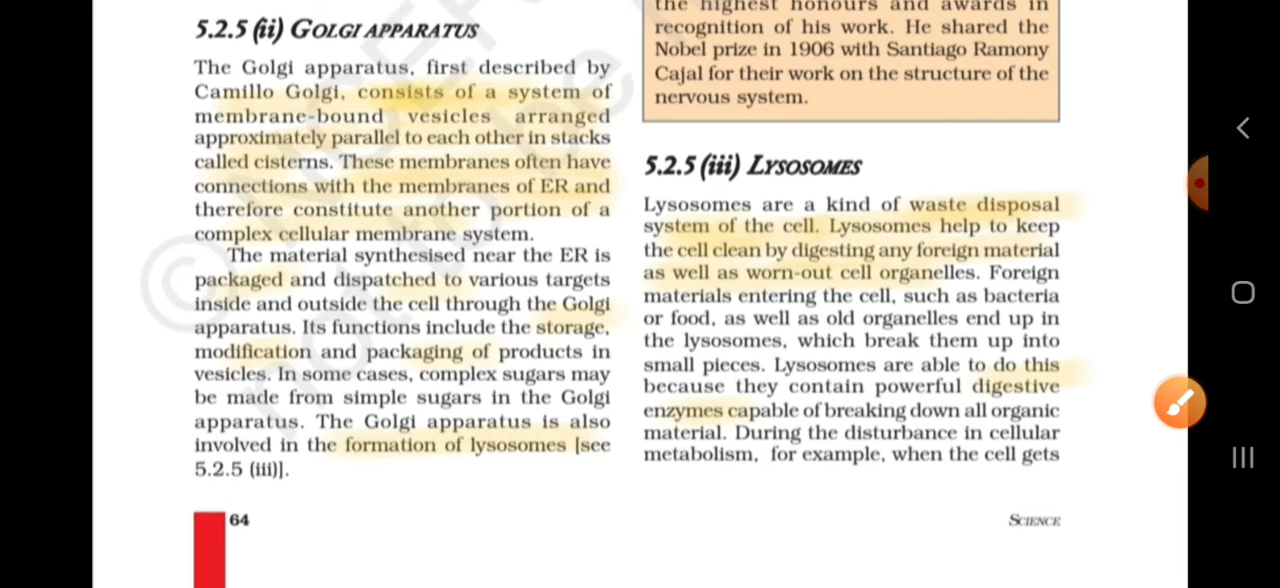 5.2.5 (ii) GOLGI APPARATUS
The Golgi apparatus, first described by
Camillo Golgi, consists of a system of
membrane-bound vesicles arranged
approximately parallel to each other in stacks
called cisterns. These membranes often have
connections with the membranes of ER and
therefore constitute another portion of a
complex cellular membrane system.
The material synthesised near the ER is
packaged and dispatched to various targets
inside and outside the cell through the Golgi
apparatus. Its functions include the storage,
modification and packaging of products in
vesicles. In some cases, complex sugars may
be made from simple sugars in the Golgi
apparatus. The Golgi apparatus is also
involved in the formation of lysosomes [see
5.2.5 (iii)].
the highest honours and awards in
recognition of his work. He shared the
Nobel prize in 1906 with Santiago Ramony
Cajal for their work on the structure of the
nervous system.
5.2.5 (iii) LYSOSOMES
Lysosomes are a kind of waste disposal
system of the cell. Lysosomes help to keep
the cell clean by digesting any foreign material
as well as worn-out cell organelles. Foreign
materials entering the cell, such as bacteria
or food, as well as old organelles end up in
the lysosomes, which break them up into
small pieces. Lysosomes are able to do this
because they contain powerful digestive
enzymes capable of breaking down all organic
material. During the disturbance in cellular
metabolism, for example, when the cell gets
64
SCIENCE